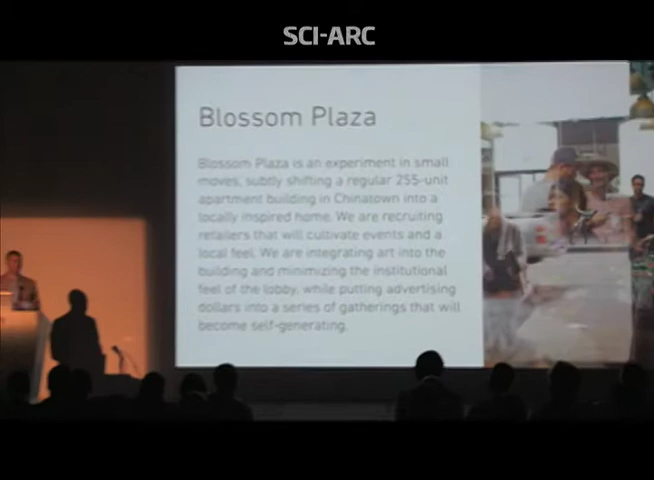 SCI-ARC
Blossom Plaza
Blossom Plaza is an experiment in small
moves, subtly shifting a regular 255-unit
apartment building in Chinatown into a
locally inspired home. We are recruiting
retailers that will cultivate events and a
local feel. We are integrating art into the
building and minimizing the institutional
feel of the lobby, while putting advertising
dollars into a series of gatherings that will
become self-generating.